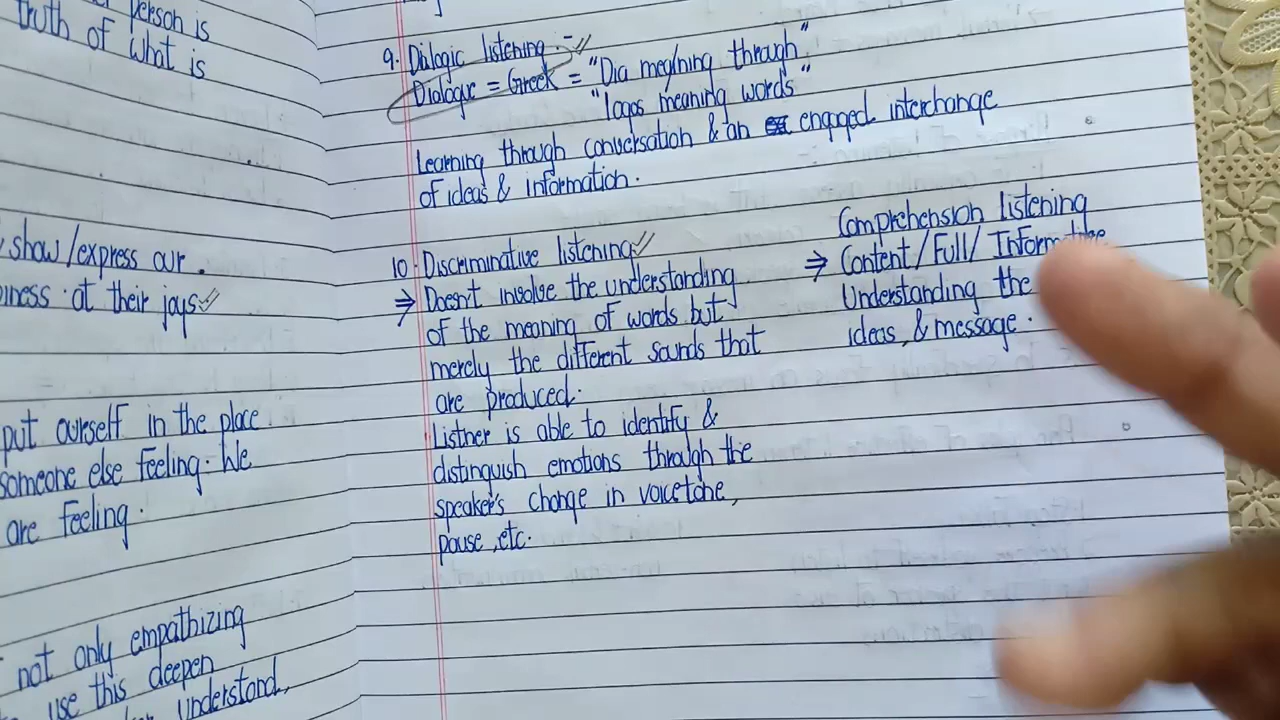 person is
truth of what is
show/express our .
at their joys
put ourself in the place
someone else feeling. We
are feeling.
not only empathizing
use this deepen
understand,
9. Dialogic listening :-
Dialogue = Greek = "Dia meaning through"
"logos meaning words"
Learning through conversation & an engaged interchange
of ideas & information.
10. Discriminative listening
⇒ Doesn't involve the understanding
of the meaning of words but
merely the different sounds that
are produced.
Listner is able to identify &
distinguish emotions through the
speaker's change in voicetone,
pause, etc.
Comprehension listening
⇒ Content/Full/
Understanding the
ideas, & message.